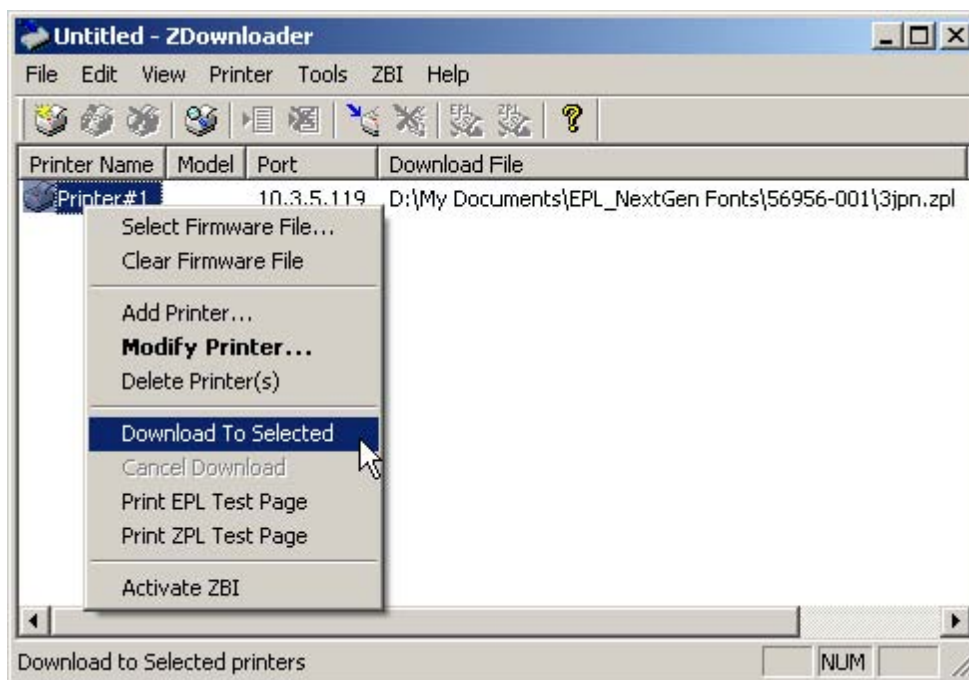 Untitled - ZDownloader
File Edit View Printer Tools ZBI Help
EPL ZPL ?
Printer Name Model Port Download File
Printer#1 10.3.5.119 D:\My Documents\EPL_NextGen Fonts\56956-001\3jpn.zpl
Select Firmware File...
Clear Firmware File
Add Printer...
Modify Printer...
Delete Printer(s)
Download To Selected
Cancel Download
Print EPL Test Page
Print ZPL Test Page
Activate ZBI
Download to Selected printers NUM